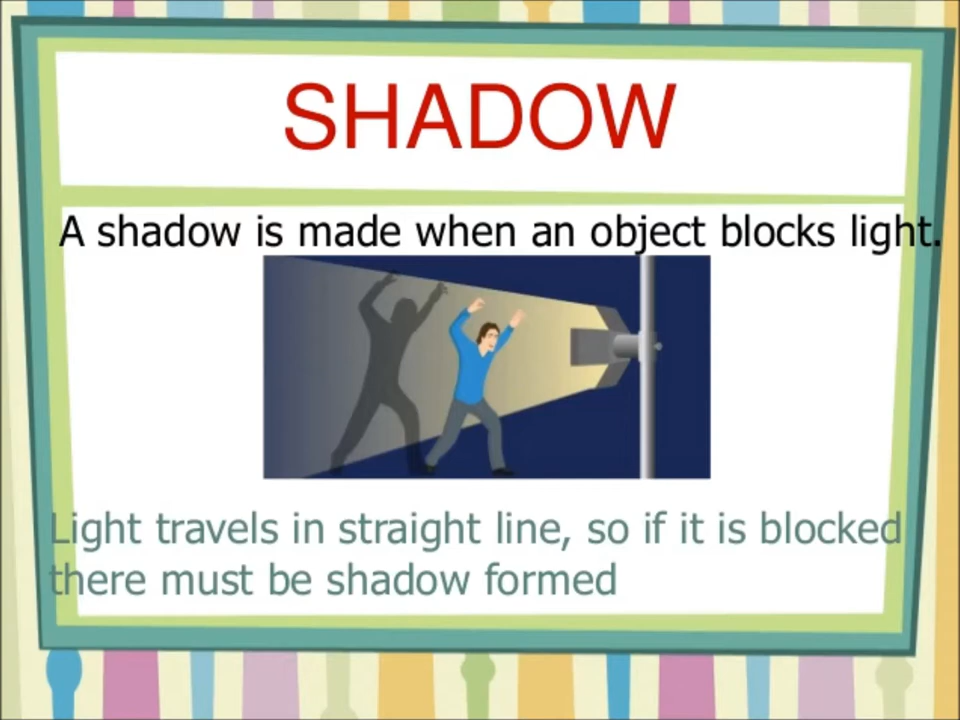 SHADOW
A shadow is made when an object blocks light.
Light travels in straight line, so if it is blocked
there must be shadow formed